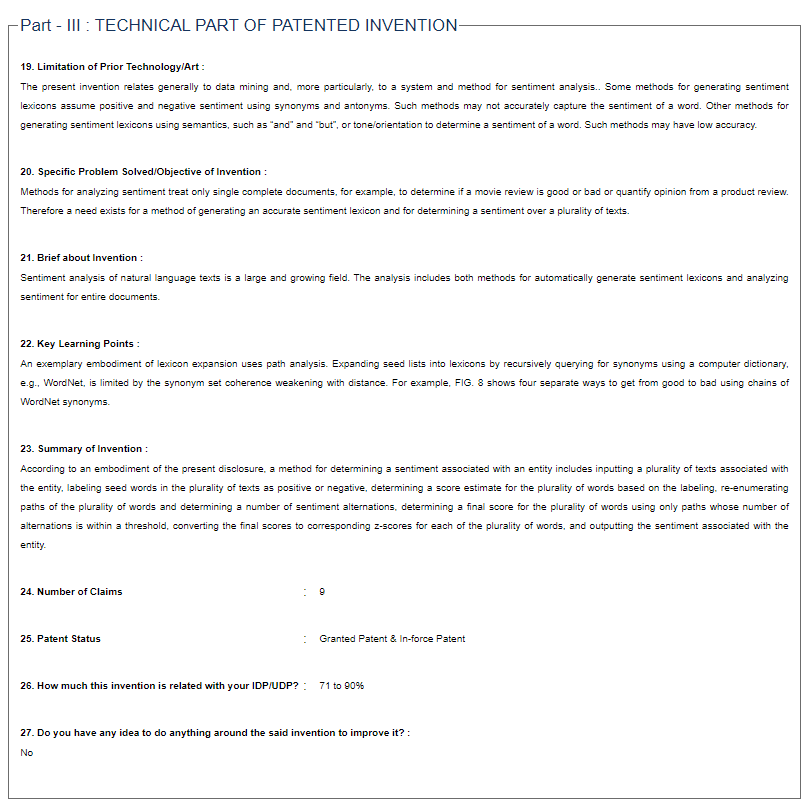 Part - III : TECHNICAL PART OF PATENTED INVENTION
19. Limitation of Prior Technology/Art :
The present invention relates generally to data mining and, more particularly, to a system and method for sentiment analysis.. Some methods for generating sentiment
lexicons assume positive and negative sentiment using synonyms and antonyms. Such methods may not accurately capture the sentiment of a word. Other methods for
generating sentiment lexicons using semantics, such as “and” and “but”, or tone/orientation to determine a sentiment of a word. Such methods may have low accuracy.
20. Specific Problem Solved/Objective of Invention :
Methods for analyzing sentiment treat only single complete documents, for example, to determine if a movie review is good or bad or quantify opinion from a product review.
Therefore a need exists for a method of generating an accurate sentiment lexicon and for determining a sentiment over a plurality of texts.
21. Brief about Invention :
Sentiment analysis of natural language texts is a large and growing field. The analysis includes both methods for automatically generate sentiment lexicons and analyzing
sentiment for entire documents.
22. Key Learning Points :
An exemplary embodiment of lexicon expansion uses path analysis. Expanding seed lists into lexicons by recursively querying for synonyms using a computer dictionary,
e.g., WordNet, is limited by the synonym set coherence weakening with distance. For example, FIG. 8 shows four separate ways to get from good to bad using chains of
WordNet synonyms.
23. Summary of Invention :
According to an embodiment of the present disclosure, a method for determining a sentiment associated with an entity includes inputting a plurality of texts associated with
the entity, labeling seed words in the plurality of texts as positive or negative, determining a score estimate for the plurality of words based on the labeling, re-enumerating
paths of the plurality of words and determining a number of sentiment alternations, determining a final score for the plurality of words using only paths whose number of
alternations is within a threshold, converting the final scores to corresponding z-scores for each of the plurality of words, and outputting the sentiment associated with the
entity.
24. Number of Claims : 9
25. Patent Status : Granted Patent & In-force Patent
26. How much this invention is related with your IDP/UDP? : 71 to 90%
27. Do you have any idea to do anything around the said invention to improve it? :
No